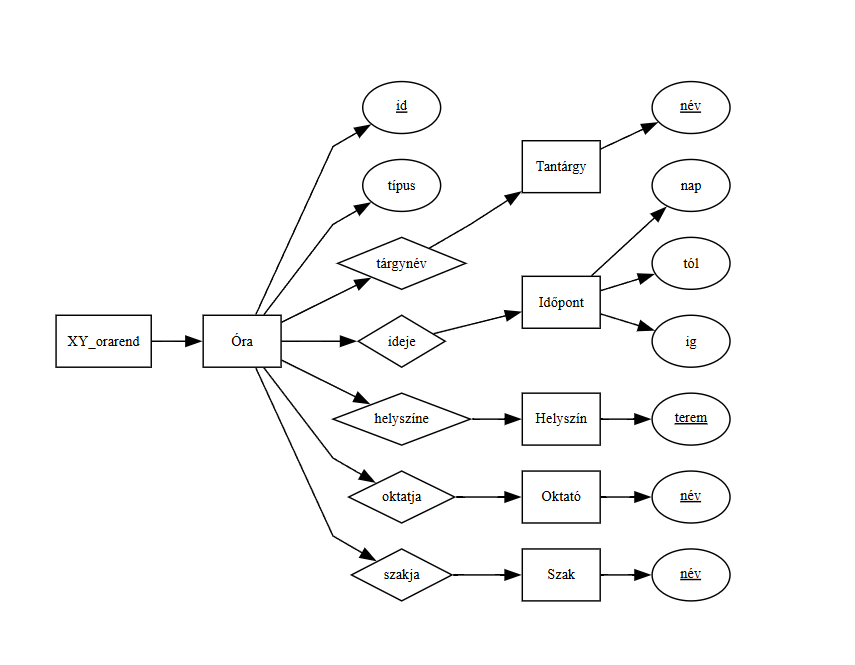 id
név
Tantárgy
típus
nap
tárgynév
tól
Időpont
XY_orarend
Óra
ideje
ig
helyszíne
Helyszín
terem
oktatja
Oktató
név
szakja
Szak
név